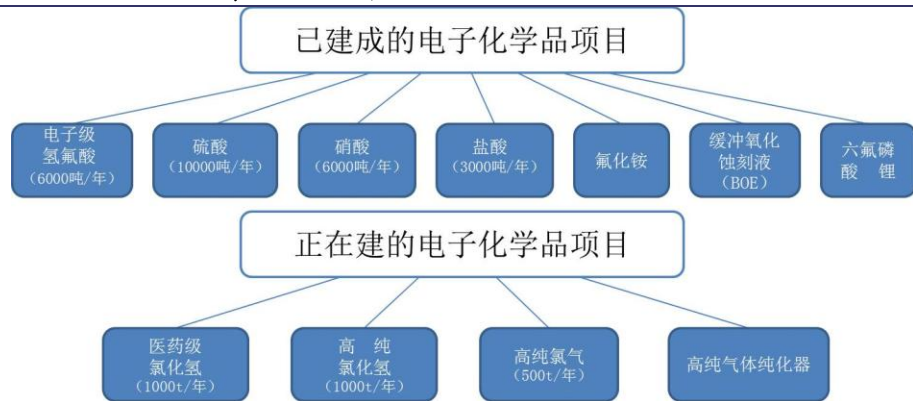 已建成的电子化学品项目
电子级
氢氟酸
（6000吨/年）
硫酸
（10000吨/年）
硝酸
（6000吨/年）
盐酸
（3000吨/年）
氟化铵
缓冲氧化
蚀刻液
（BOE）
六氟磷
酸 锂
正在建的电子化学品项目
医药级
氯化氢
（1000t/年）
高 纯
氯化氢
（1000t/年）
高纯氯气
（500t/年）
高纯气体纯化器